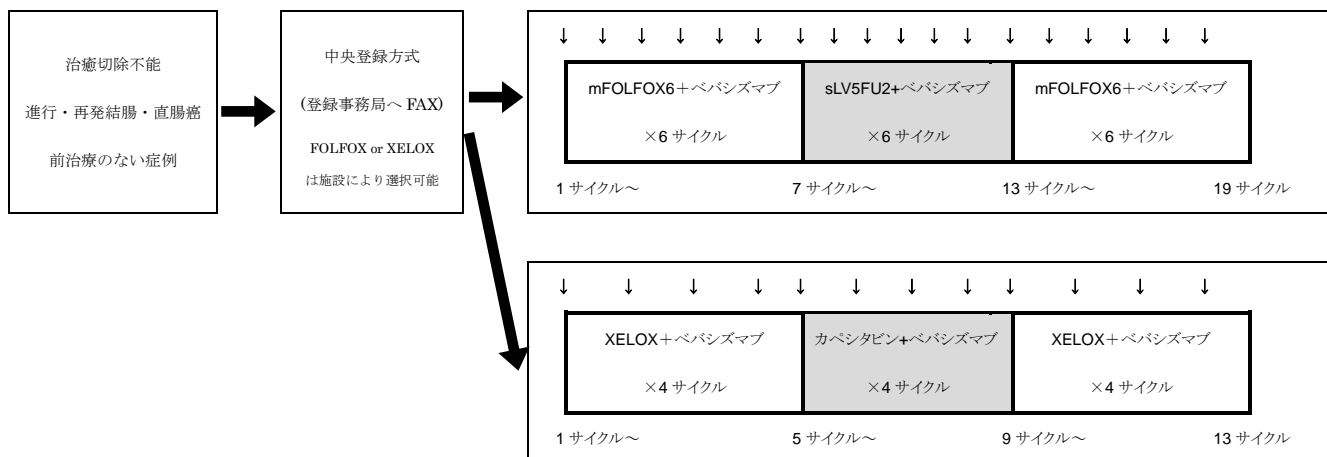 治癒切除不能
進行・再発結腸・直腸癌
前治療のない症例
中央登録方式
(登録事務局へ FAX)
FOLFOX or XELOX
は施設により選択可能
↓ ↓ ↓ ↓ ↓ ↓ ↓ ↓ ↓ ↓ ↓ ↓ ↓ ↓ ↓ ↓ ↓ ↓
mFOLFOX6+ベバシズマブ
×6 サイクル
sLV5FU2+ベバシズマブ
×6 サイクル
mFOLFOX6+ベバシズマブ
×6 サイクル
1 サイクル~ 7 サイクル~ 13 サイクル~ 19 サイクル
↓ ↓ ↓ ↓ ↓ ↓ ↓ ↓ ↓ ↓ ↓ ↓
XELOX+ベバシズマブ
×4 サイクル
カペシタビン+ベバシズマブ
×4 サイクル
XELOX+ベバシズマブ
×4 サイクル
1 サイクル~ 5 サイクル~ 9 サイクル~ 13 サイクル